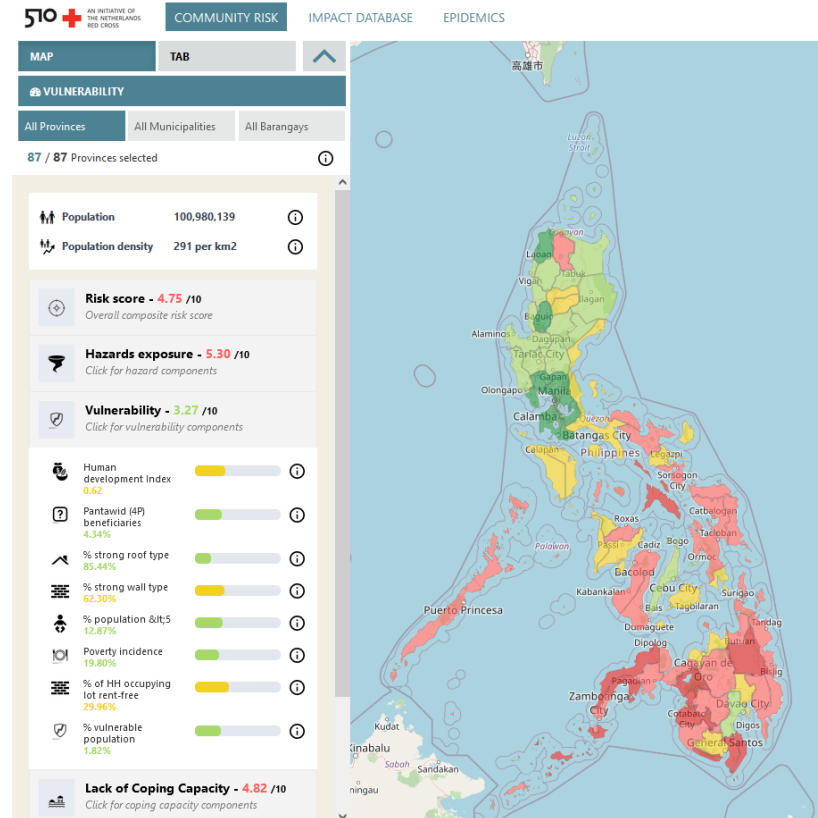 510
AN INITIATIVE OF
THE NETHERLANDS
RED CROSS
COMMUNITY RISK
IMPACT DATABASE
EPIDEMICS
MAP
TAB
VULNERABILITY
All Provinces
All Municipalities
All Barangays
87 / 87 Provinces selected
Population
100,980,139
Population density
291 per km2
Risk score - 4.75 /10
Overall composite risk score
Hazards exposure - 5.30 /10
Click for hazard components
Vulnerability - 3.27 /10
Click for vulnerability components
Human
development Index
0.62
Pantawid (4P)
beneficiaries
4.34%
% strong roof type
85.44%
% strong wall type
62.30%
% population &lt;5
12.87%
Poverty incidence
19.80%
% of HH occupying
lot rent-free
29.96%
% vulnerable
population
1.82%
Lack of Coping Capacity - 4.82 /10
Click for coping capacity components
高雄市
Luzon
Strait
Laoag
Tabuk
Vigan
Ilagan
Baguio
Alaminos
Dagupan
Tarlac City
Gapan
Olongapo
Manila
Calamba
Quezon
Batangas City
Calapan
Philippines
Legazpi
Sorsogon
City
Catbalogan
Roxas
Tacloban
Palawan
Passi
Cadiz
Bogo
Ormoc
Bacolod
Kabankalan
Cebu City
Surigao
Puerto Princesa
Bais
Tagbilaran
Dumaguete
Tandag
Dipolog
Butuan
Cagayan de
Oro
Bislig
Pagadian
Zamboanga
City
Davao City
Cotabato
City
Digos
General Santos
Kudat
Kinabalu
Sabah
Sandakan
ningau